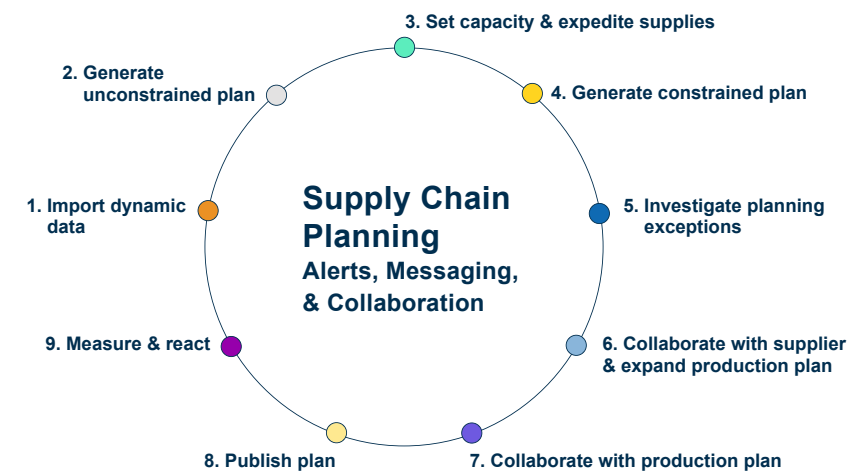 3. Set capacity & expedite supplies
2. Generate
unconstrained plan
4. Generate constrained plan
1. Import dynamic
data
Supply Chain
Planning
Alerts, Messaging,
& Collaboration
5. Investigate planning
exceptions
9. Measure & react
6. Collaborate with supplier
& expand production plan
8. Publish plan
7. Collaborate with production plan